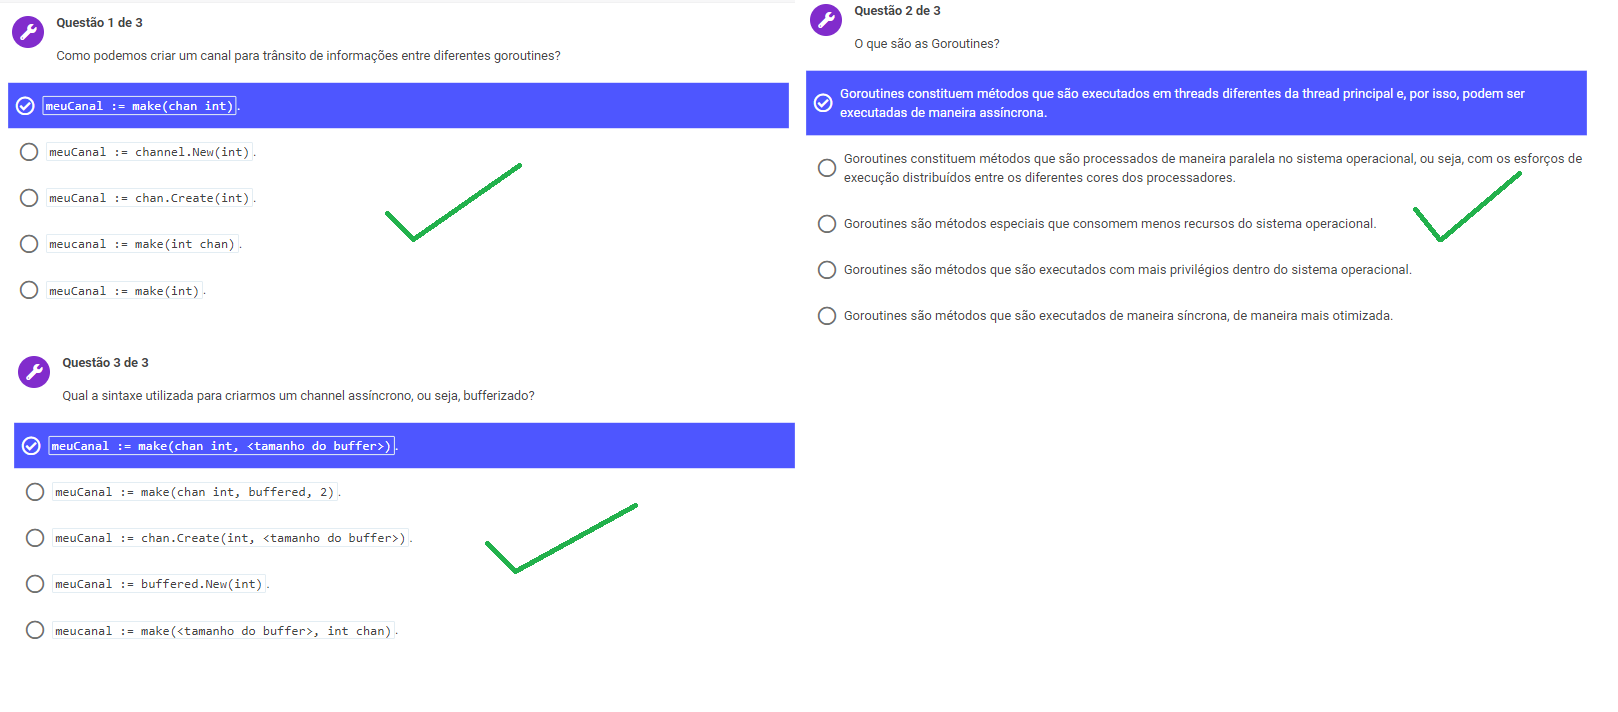 Questão 1 de 3
Como podemos criar um canal para trânsito de informações entre diferentes goroutines?
meuCanal := make(chan int).
meuCanal := channel.New(int).
meuCanal := chan.Create(int).
meucanal := make(int chan).
meuCanal := make(int).
Questão 2 de 3
O que são as Goroutines?
Goroutines constituem métodos que são executados em threads diferentes da thread principal e, por isso, podem ser
executadas de maneira assíncrona.
Goroutines constituem métodos que são processados de maneira paralela no sistema operacional, ou seja, com os esforços de
execução distribuídos entre os diferentes cores dos processadores.
Goroutines são métodos especiais que consomem menos recursos do sistema operacional.
Goroutines são métodos que são executados com mais privilégios dentro do sistema operacional.
Goroutines são métodos que são executados de maneira síncrona, de maneira mais otimizada.
Questão 3 de 3
Qual a sintaxe utilizada para criarmos um channel assíncrono, ou seja, bufferizado?
meuCanal := make(chan int, <tamanho do buffer>).
meuCanal := make(chan int, buffered, 2).
meuCanal := chan.Create(int, <tamanho do buffer>).
meuCanal := buffered.New(int).
meucanal := make(<tamanho do buffer>, int chan).